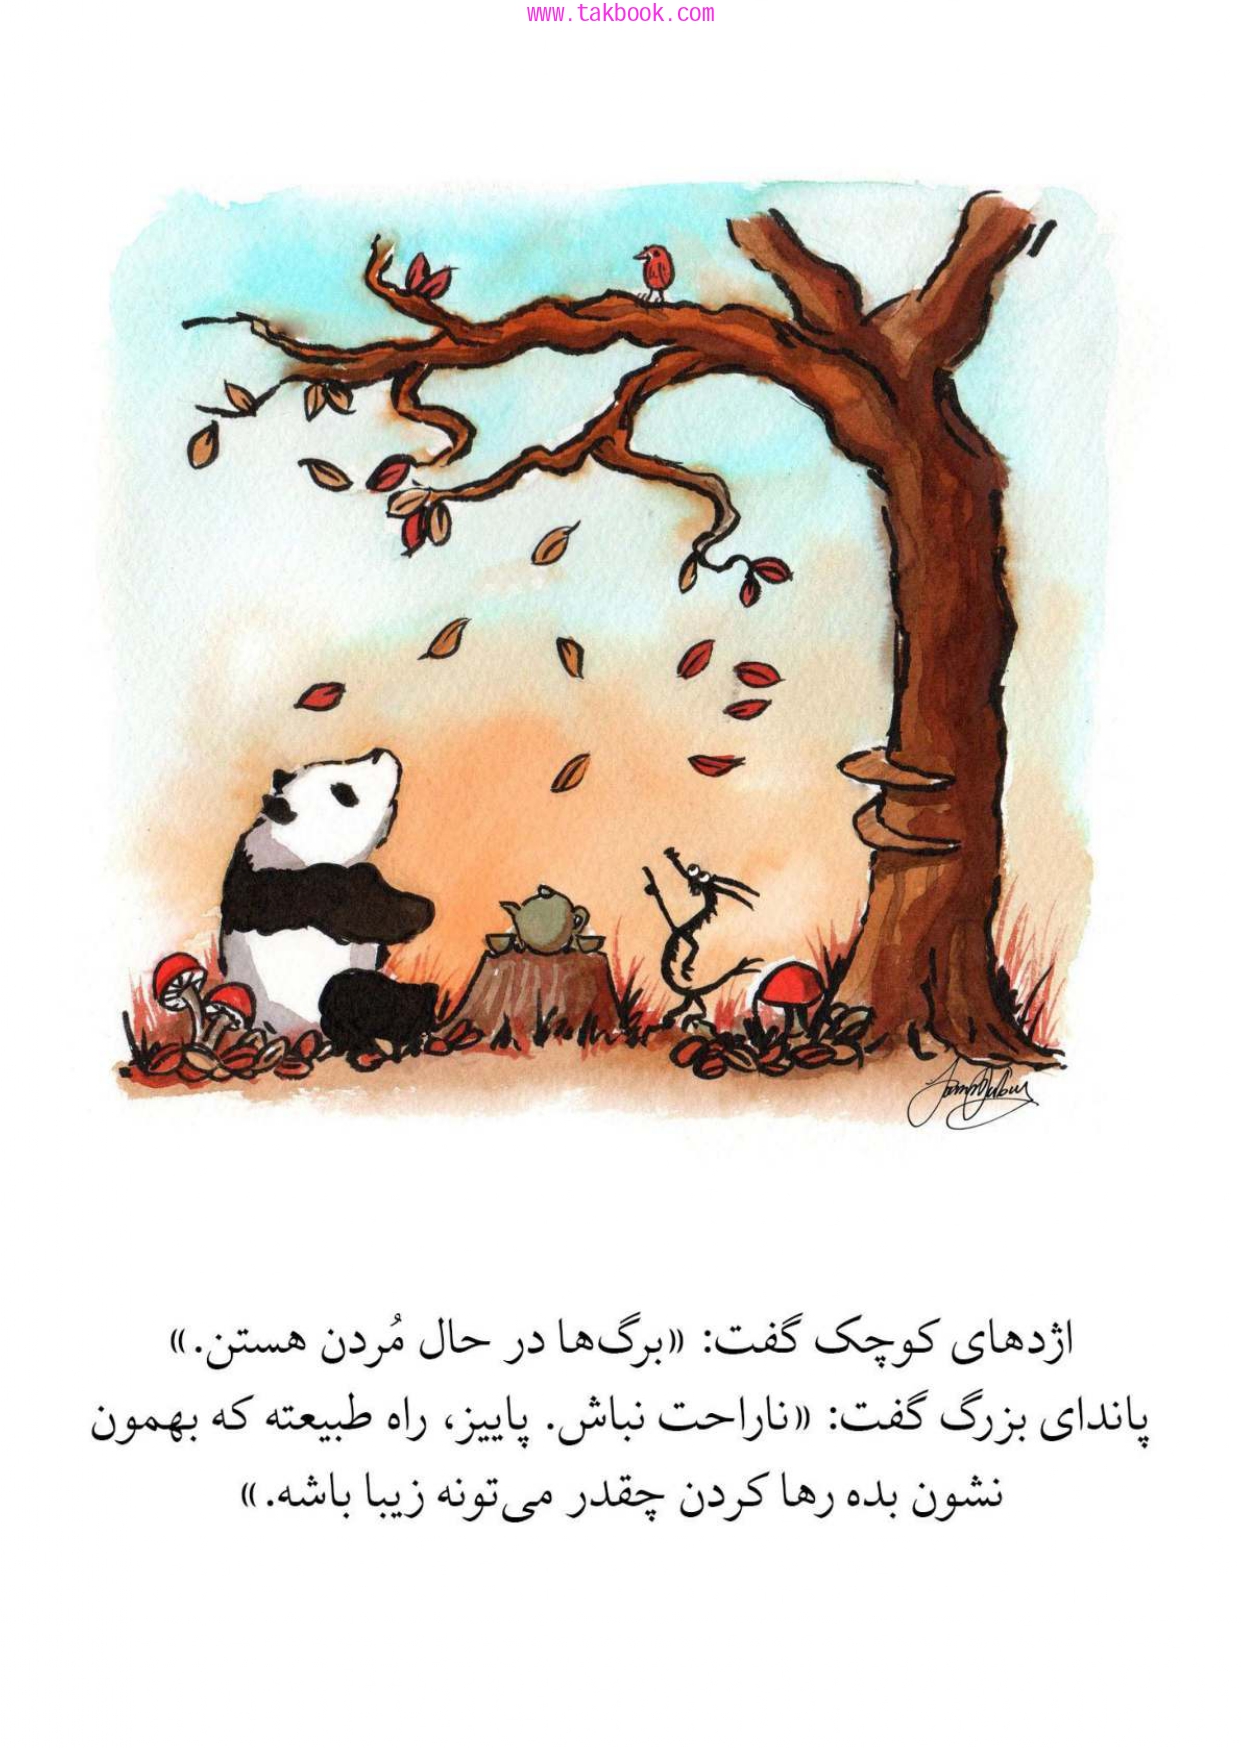 www.takbook.com
اژدهای کوچک گفت: «برگ‌ها در حال مُردن هستن.»
پاندای بزرگ گفت: «ناراحت نباش. پاییز، راه طبیعته که بهمون
نشون بده رها کردن چقدر می‌تونه زیبا باشه.»